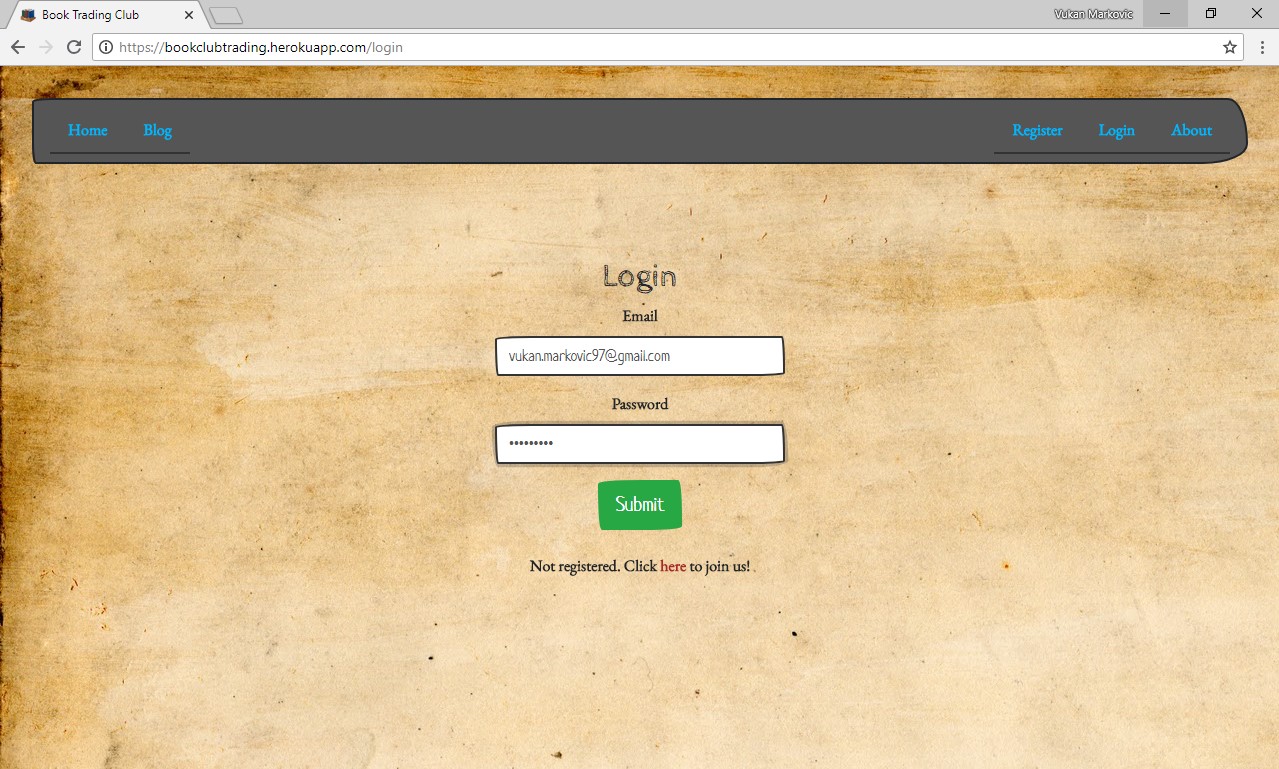 Book Trading Club
Vukan Markovic
https://bookclubtrading.herokuapp.com/login
Home Blog Register Login About
Login
Email
vukan.markovic97@gmail.com
Password
•••••••••
Submit
Not registered. Click here to join us!